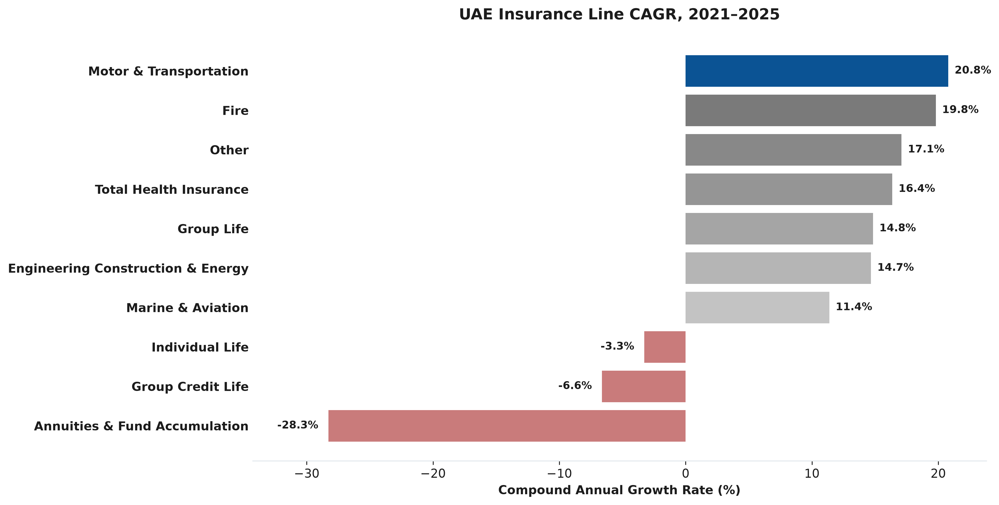 UAE Insurance Line CAGR, 2021–2025
Motor & Transportation 20.8%
Fire 19.8%
Other 17.1%
Total Health Insurance 16.4%
Group Life 14.8%
Engineering Construction & Energy 14.7%
Marine & Aviation 11.4%
Individual Life -3.3%
Group Credit Life -6.6%
Annuities & Fund Accumulation -28.3%
−30 −20 −10 0 10 20
Compound Annual Growth Rate (%)